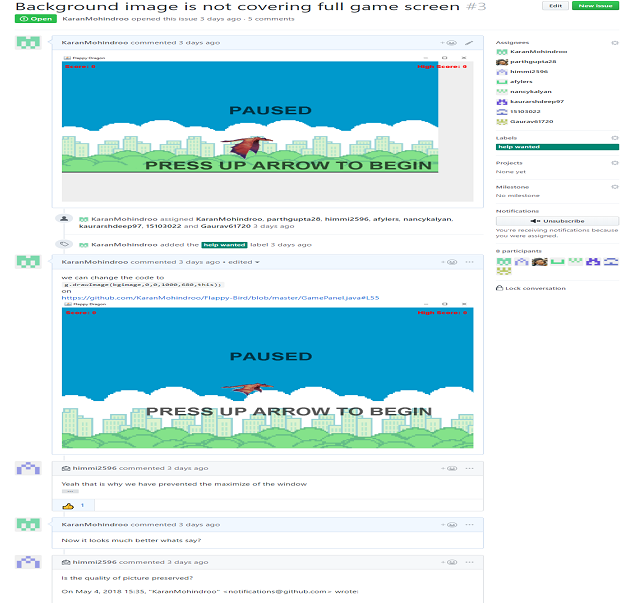 Background image is not covering full game screen #3
Edit
New issue
Open
KaranMohindroo opened this issue 3 days ago · 5 comments
KaranMohindroo commented 3 days ago
Flappy Dragon
Score: 0
High Score: 0
PAUSED
PRESS UP ARROW TO BEGIN
KaranMohindroo assigned KaranMohindroo, parthgupta28, himmi2596, afylers, nancykalyan,
kaurarshdeep97, 15103022 and Gaurav61720 3 days ago
KaranMohindroo added the help wanted label 3 days ago
KaranMohindroo commented 3 days ago • edited
we can change the code to
g.drawImage(bgimage,0,0,1000,680,this);
on
https://github.com/KaranMohindroo/Flappy-Bird/blob/master/GamePanel.java#L55
Flappy Dragon
Score: 0
High Score: 0
PAUSED
PRESS UP ARROW TO BEGIN
himmi2596 commented 3 days ago
Yeah that is why we have prevented the maximize of the window
1
KaranMohindroo commented 3 days ago
Now it looks much better whats say?
himmi2596 commented 3 days ago
Is the quality of picture preserved?
On May 4, 2018 15:35, "KaranMohindroo" <notifications@github.com> wrote:
Assignees
KaranMohindroo
parthgupta28
himmi2596
afylers
nancykalyan
kaurarshdeep97
15103022
Gaurav61720
Labels
help wanted
Projects
None yet
Milestone
No milestone
Notifications
Unsubscribe
You're receiving notifications because
you were assigned.
8 participants
Lock conversation